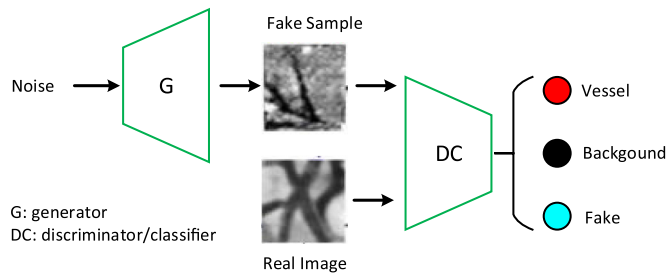 Fake Sample
Noise
G
DC
Vessel
Backgound
Fake
G: generator
DC: discriminator/classifier
Real Image